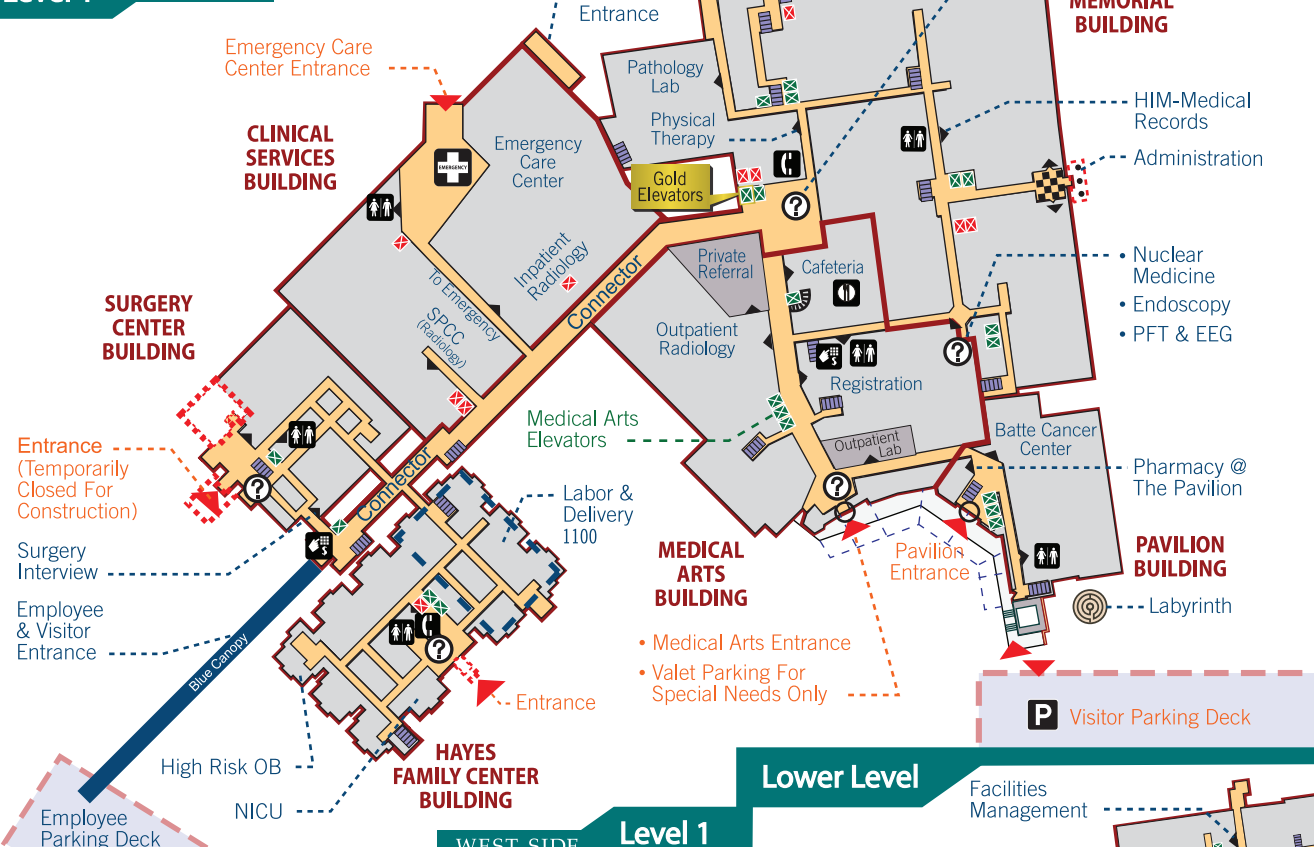 Entrance
MEMORIAL
BUILDING
Emergency Care
Center Entrance
Pathology
Lab
HIM-Medical
Records
Physical
Therapy
CLINICAL
SERVICES
BUILDING
Emergency
Care
Center
EMERGENCY
Administration
Gold
Elevators
?
Inpatient
Radiology
Private
Referral
Cafeteria
• Nuclear
Medicine
• Endoscopy
• PFT & EEG
To Emergency
Connector
SURGERY
CENTER
BUILDING
SPCC
(Radiology)
Outpatient
Radiology
?
$
Registration
Medical Arts
Elevators
Outpatient
Lab
Batte Cancer
Center
Entrance
(Temporarily
Closed For
Construction)
Connector
?
?
Pharmacy @
The Pavilion
Labor &
Delivery
1100
Surgery
Interview
$
MEDICAL
ARTS
BUILDING
Pavilion
Entrance
PAVILION
BUILDING
Employee
& Visitor
Entrance
Labyrinth
Blue Canopy
?
• Medical Arts Entrance
• Valet Parking For
Special Needs Only
Entrance
P
Visitor Parking Deck
High Risk OB
HAYES
FAMILY CENTER
BUILDING
NICU
Lower Level
Facilities
Management
Employee
Parking Deck
Level 1
WEST SIDE